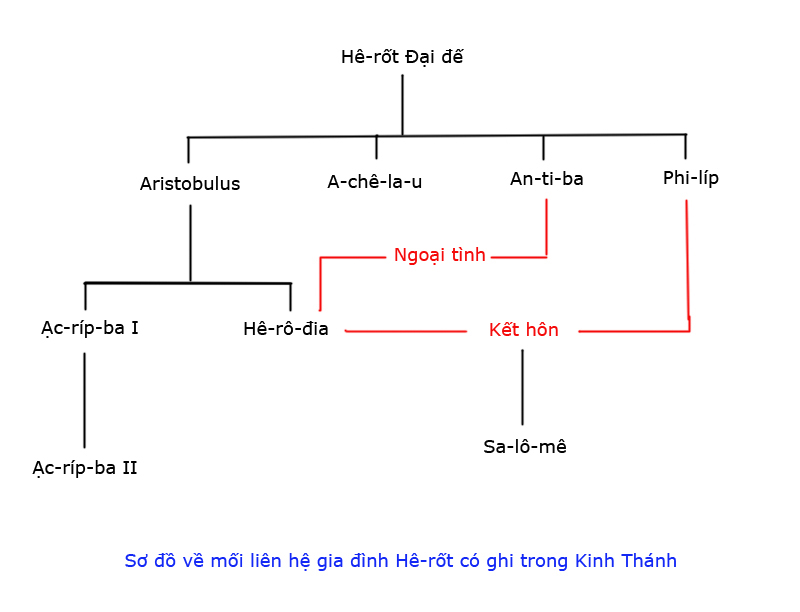 Hê-rốt Đại đế
Aristobulus
A-chê-la-u
An-ti-ba
Phi-líp
Ngoại tình
Ạc-ríp-ba I
Hê-rô-đia
Kết hôn
Sa-lô-mê
Ạc-ríp-ba II
Sơ đồ về mối liên hệ gia đình Hê-rốt có ghi trong Kinh Thánh